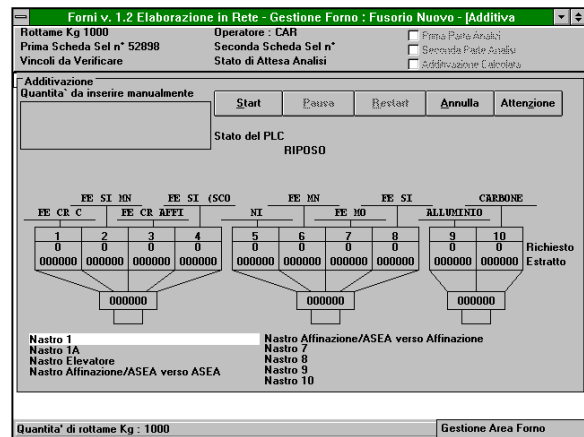 Forni v. 1.2 Elaborazione in Rete - Gestione Forno : Fusorio Nuovo - [Additiva
Rottame Kg 1000 Operatore : CAR Prima Parte Analisi
Prima Scheda Sel n° 52898 Seconda Scheda Sel n° Seconda Parte Analisi
Vincoli da Verificare Stato di Attesa Analisi Additivazione Calcolata
Additivazione
Quantita` da inserire manualmente
Start Pausa Restart Annulla Attenzione
Stato del PLC
RIPOSO
FE SI MN FE SI (SCO FE MN FE SI CARBONE
FE CR C FE CR AFFI NI FE MO ALLUMINIO
1 2 3 4 5 6 7 8 9 10
0 0 0 0 0 0 0 0 0 0 Richiesto
000000 000000 000000 000000 000000 000000 000000 000000 000000 000000 Estratto
000000 000000 000000
Nastro 1 Nastro Affinazione/ASEA verso Affinazione
Nastro 1A Nastro 7
Nastro Elevatore Nastro 8
Nastro Affinazione/ASEA verso ASEA Nastro 9
Nastro 10
Quantita' di rottame Kg : 1000 Gestione Area Forno